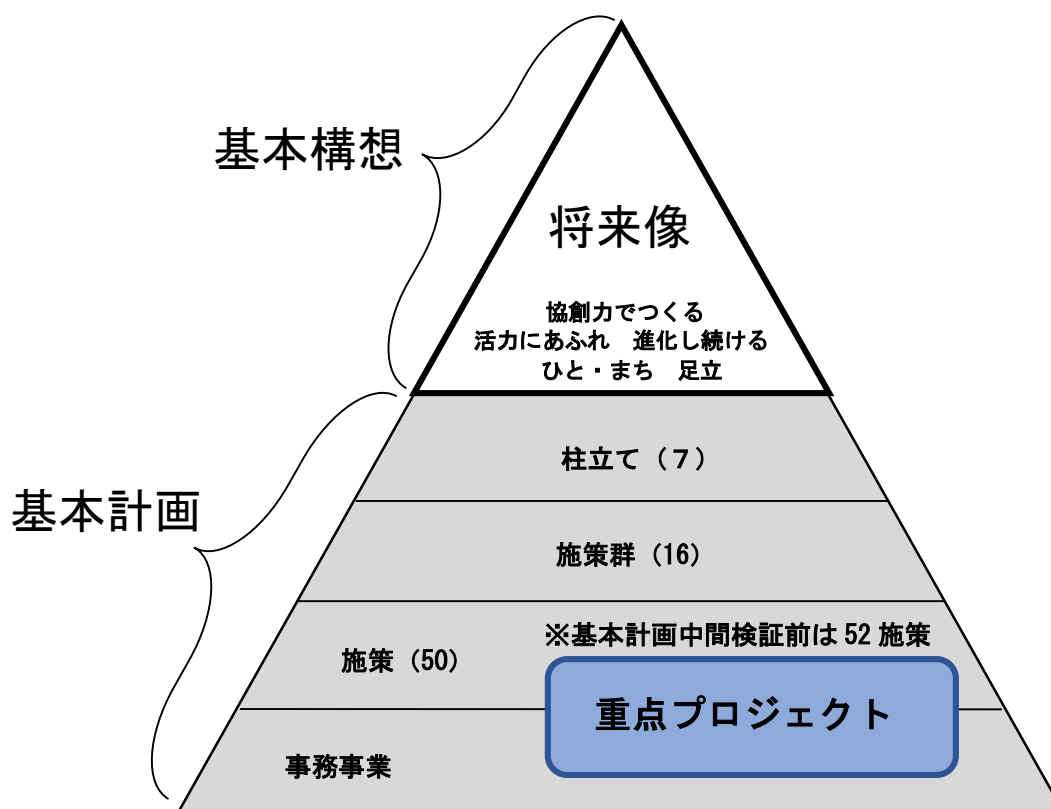 基本構想
将来像
協創力でつくる
活力にあふれ　進化し続ける
ひと・まち　足立
基本計画
柱立て（７）
施策群（16）
※基本計画中間検証前は 52 施策
施策（50）
重点プロジェクト
事務事業